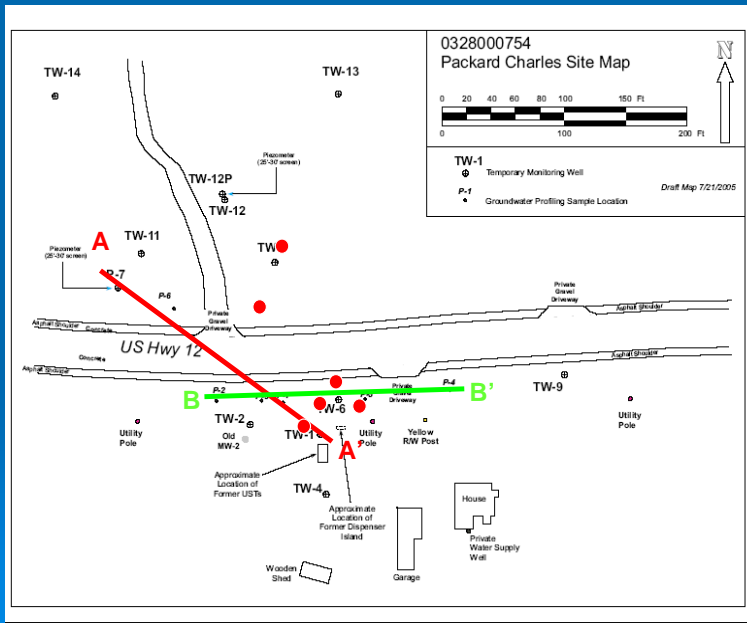 0328000754
Packard Charles Site Map
N
0 20 40 60 80 100 150 Ft
0 100 200 Ft
TW-1
Temporary Monitoring Well
P-1
Groundwater Profiling Sample Location
Draft Map 7/21/2005
TW-14
TW-13
Piezometer
(25'-30' screen)
TW-12P
TW-12
A
TW-11
TW
Piezometer
(25'-30' screen)
P-7
P-6
Private
Gravel
Driveway
Private
Gravel
Driveway
Asphalt Shoulder
Asphalt Shoulder
Concrete
US Hwy 12
Concrete
Asphalt Shoulder
Asphalt Shoulder
B
P-2
Private
Gravel
Driveway
P-4
B'
TW-9
TW-6
TW-2
TW-1
A'
Utility
Pole
Old
MW-2
Utility
Pole
Yellow
R/W Post
Utility
Pole
Approximate
Location of
Former USTs
TW-4
Approximate
Location of
Former Dispenser
Island
House
Private
Water Supply
Well
Wooden
Shed
Garage